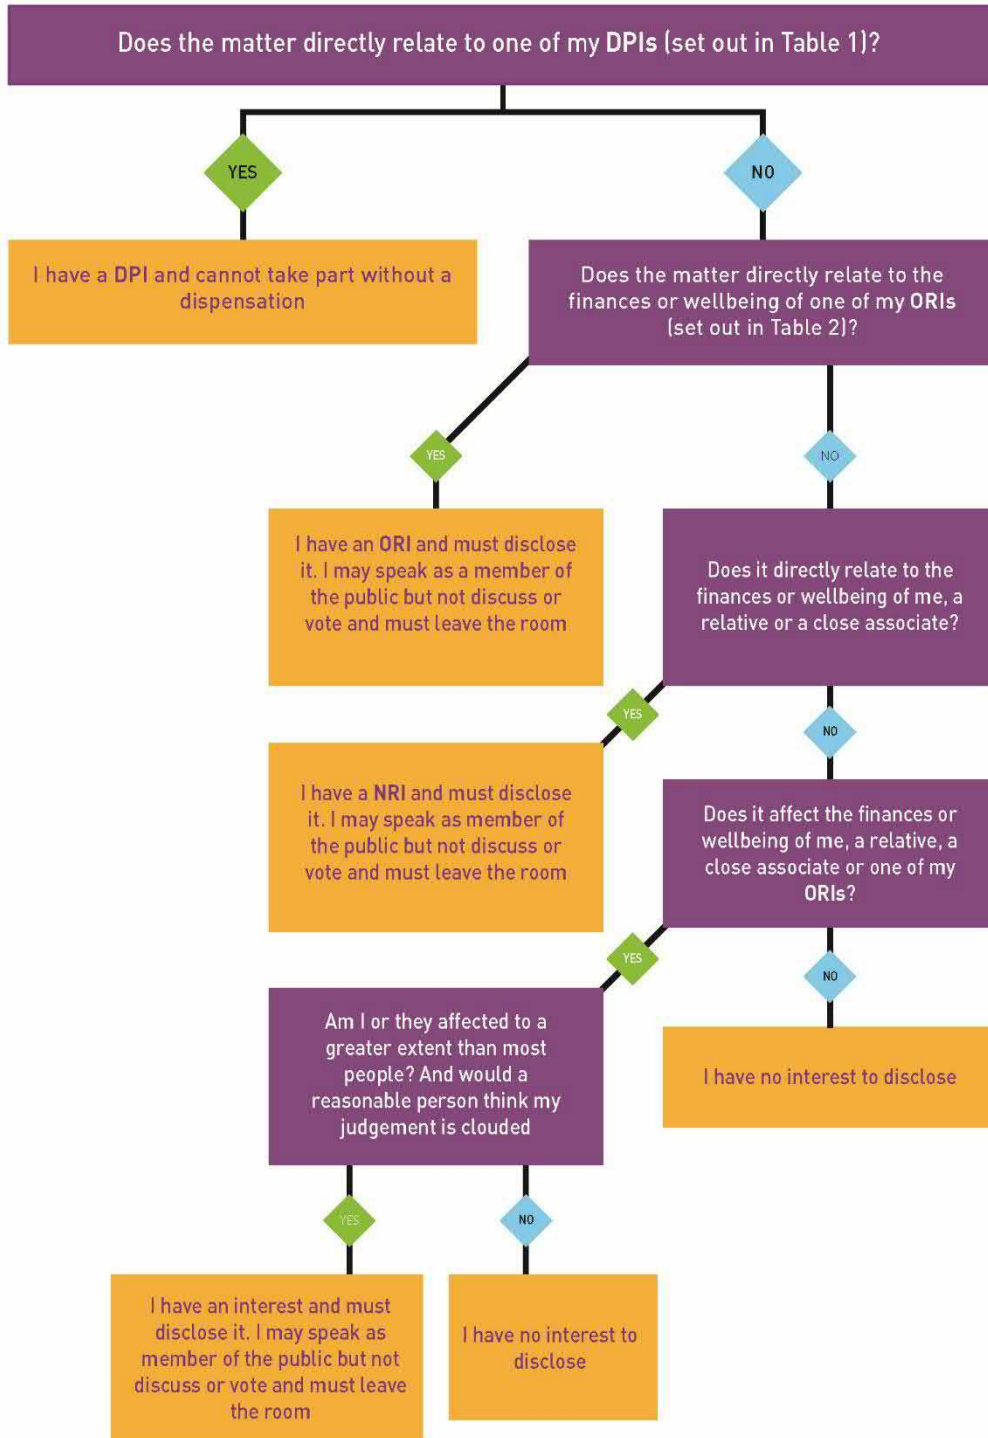 Does the matter directly relate to one of my DPIs (set out in Table 1)?
YES
NO
I have a DPI and cannot take part without a
dispensation
Does the matter directly relate to the
finances or wellbeing of one of my ORIs
(set out in Table 2)?
YES
NO
I have an ORI and must disclose
it. I may speak as a member of
the public but not discuss or
vote and must leave the room
Does it directly relate to the
finances or wellbeing of me, a
relative or a close associate?
YES
NO
I have a NRI and must disclose
it. I may speak as member of
the public but not discuss or
vote and must leave the room
Does it affect the finances or
wellbeing of me, a relative, a
close associate or one of my
ORIs?
YES
NO
Am I or they affected to a
greater extent than most
people? And would a
reasonable person think my
judgement is clouded
I have no interest to disclose
YES
NO
I have an interest and must
disclose it. I may speak as
member of the public but not
discuss or vote and must leave
the room
I have no interest to
disclose